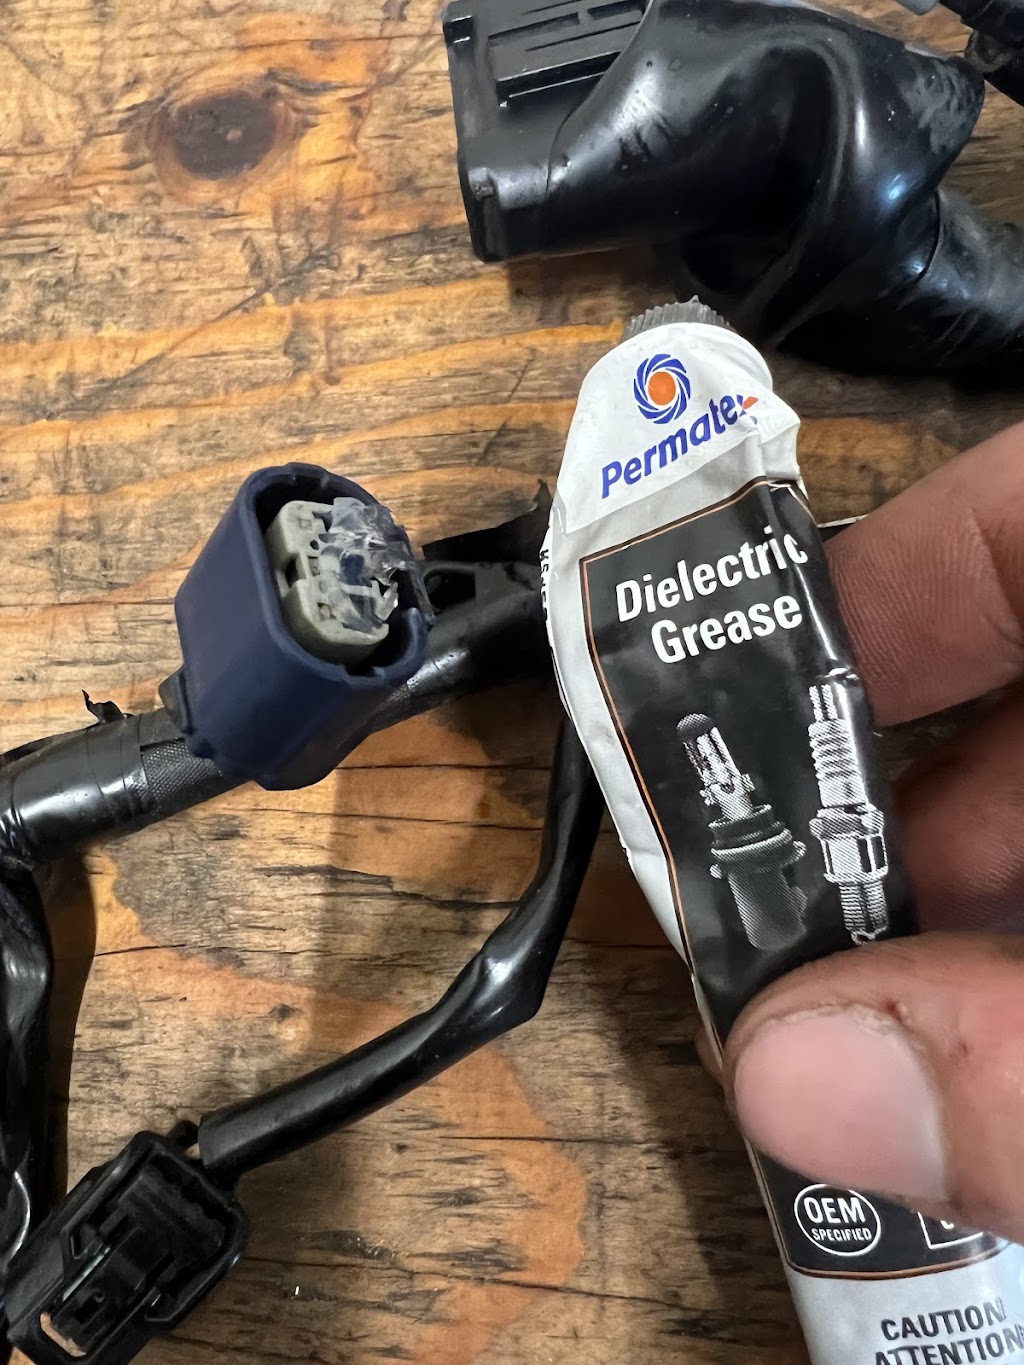 Permatex
Dielectric
Grease
OEM
SPECIFIED
CAUTION
ATTENTION